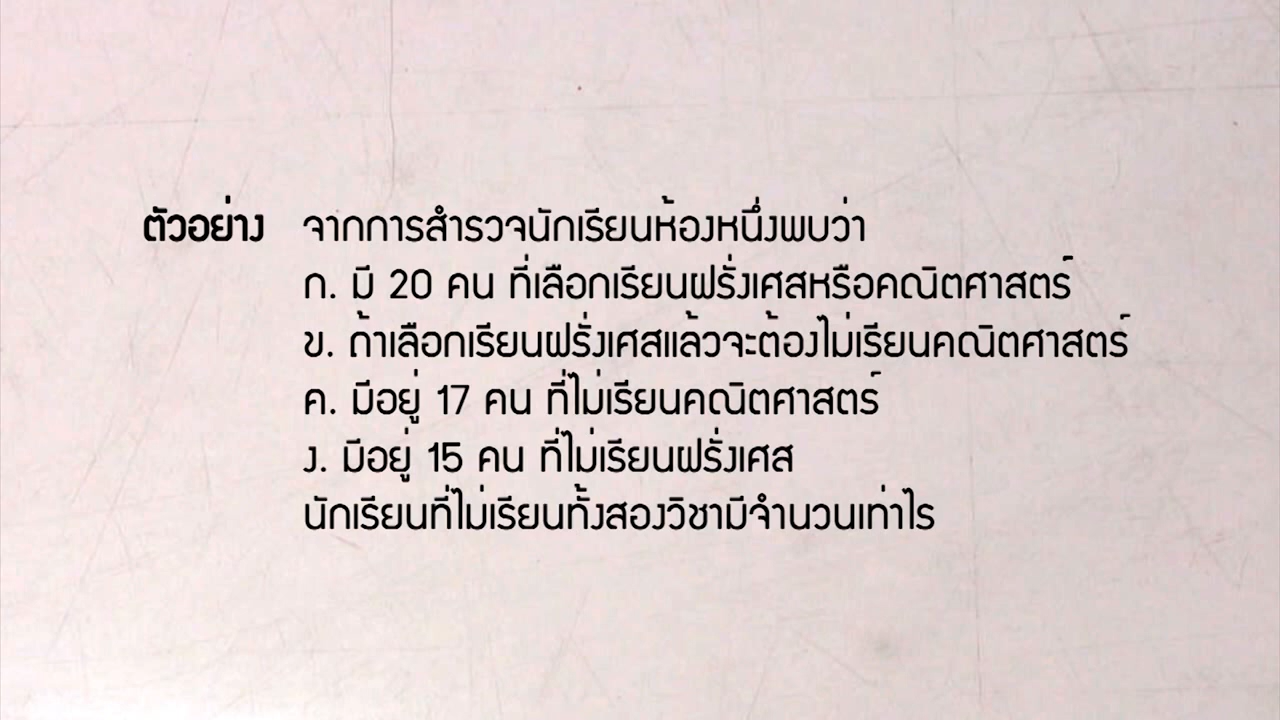 ตัวอย่าง จากการสำรวจนักเรียนห้องหนึ่งพบว่า
ก. มี 20 คน ที่เลือกเรียนฝรั่งเศสหรือคณิตศาสตร์
ข. ถ้าเลือกเรียนฝรั่งเศสแล้วจะต้องไม่เรียนคณิตศาสตร์
ค. มีอยู่ 17 คน ที่ไม่เรียนคณิตศาสตร์
ง. มีอยู่ 15 คน ที่ไม่เรียนฝรั่งเศส
นักเรียนที่ไม่เรียนทั้งสองวิชามีจำนวนเท่าไร